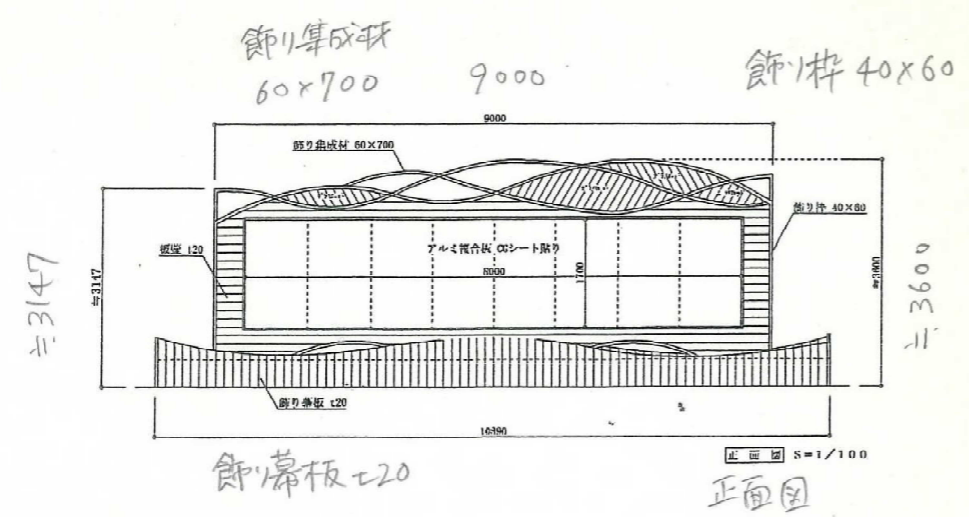 飾り集成材
60×700
9000
飾り枠 40×60
9000
飾り集成材 60×700
飾り枠 40×60
板壁 t20
アルミ複合板 CGシート貼り
8000
1700
≒3147
≒3147
≒3600
≒3600
飾り幕板 t20
10890
正面図 S=1/100
飾り幕板 t20
正面図